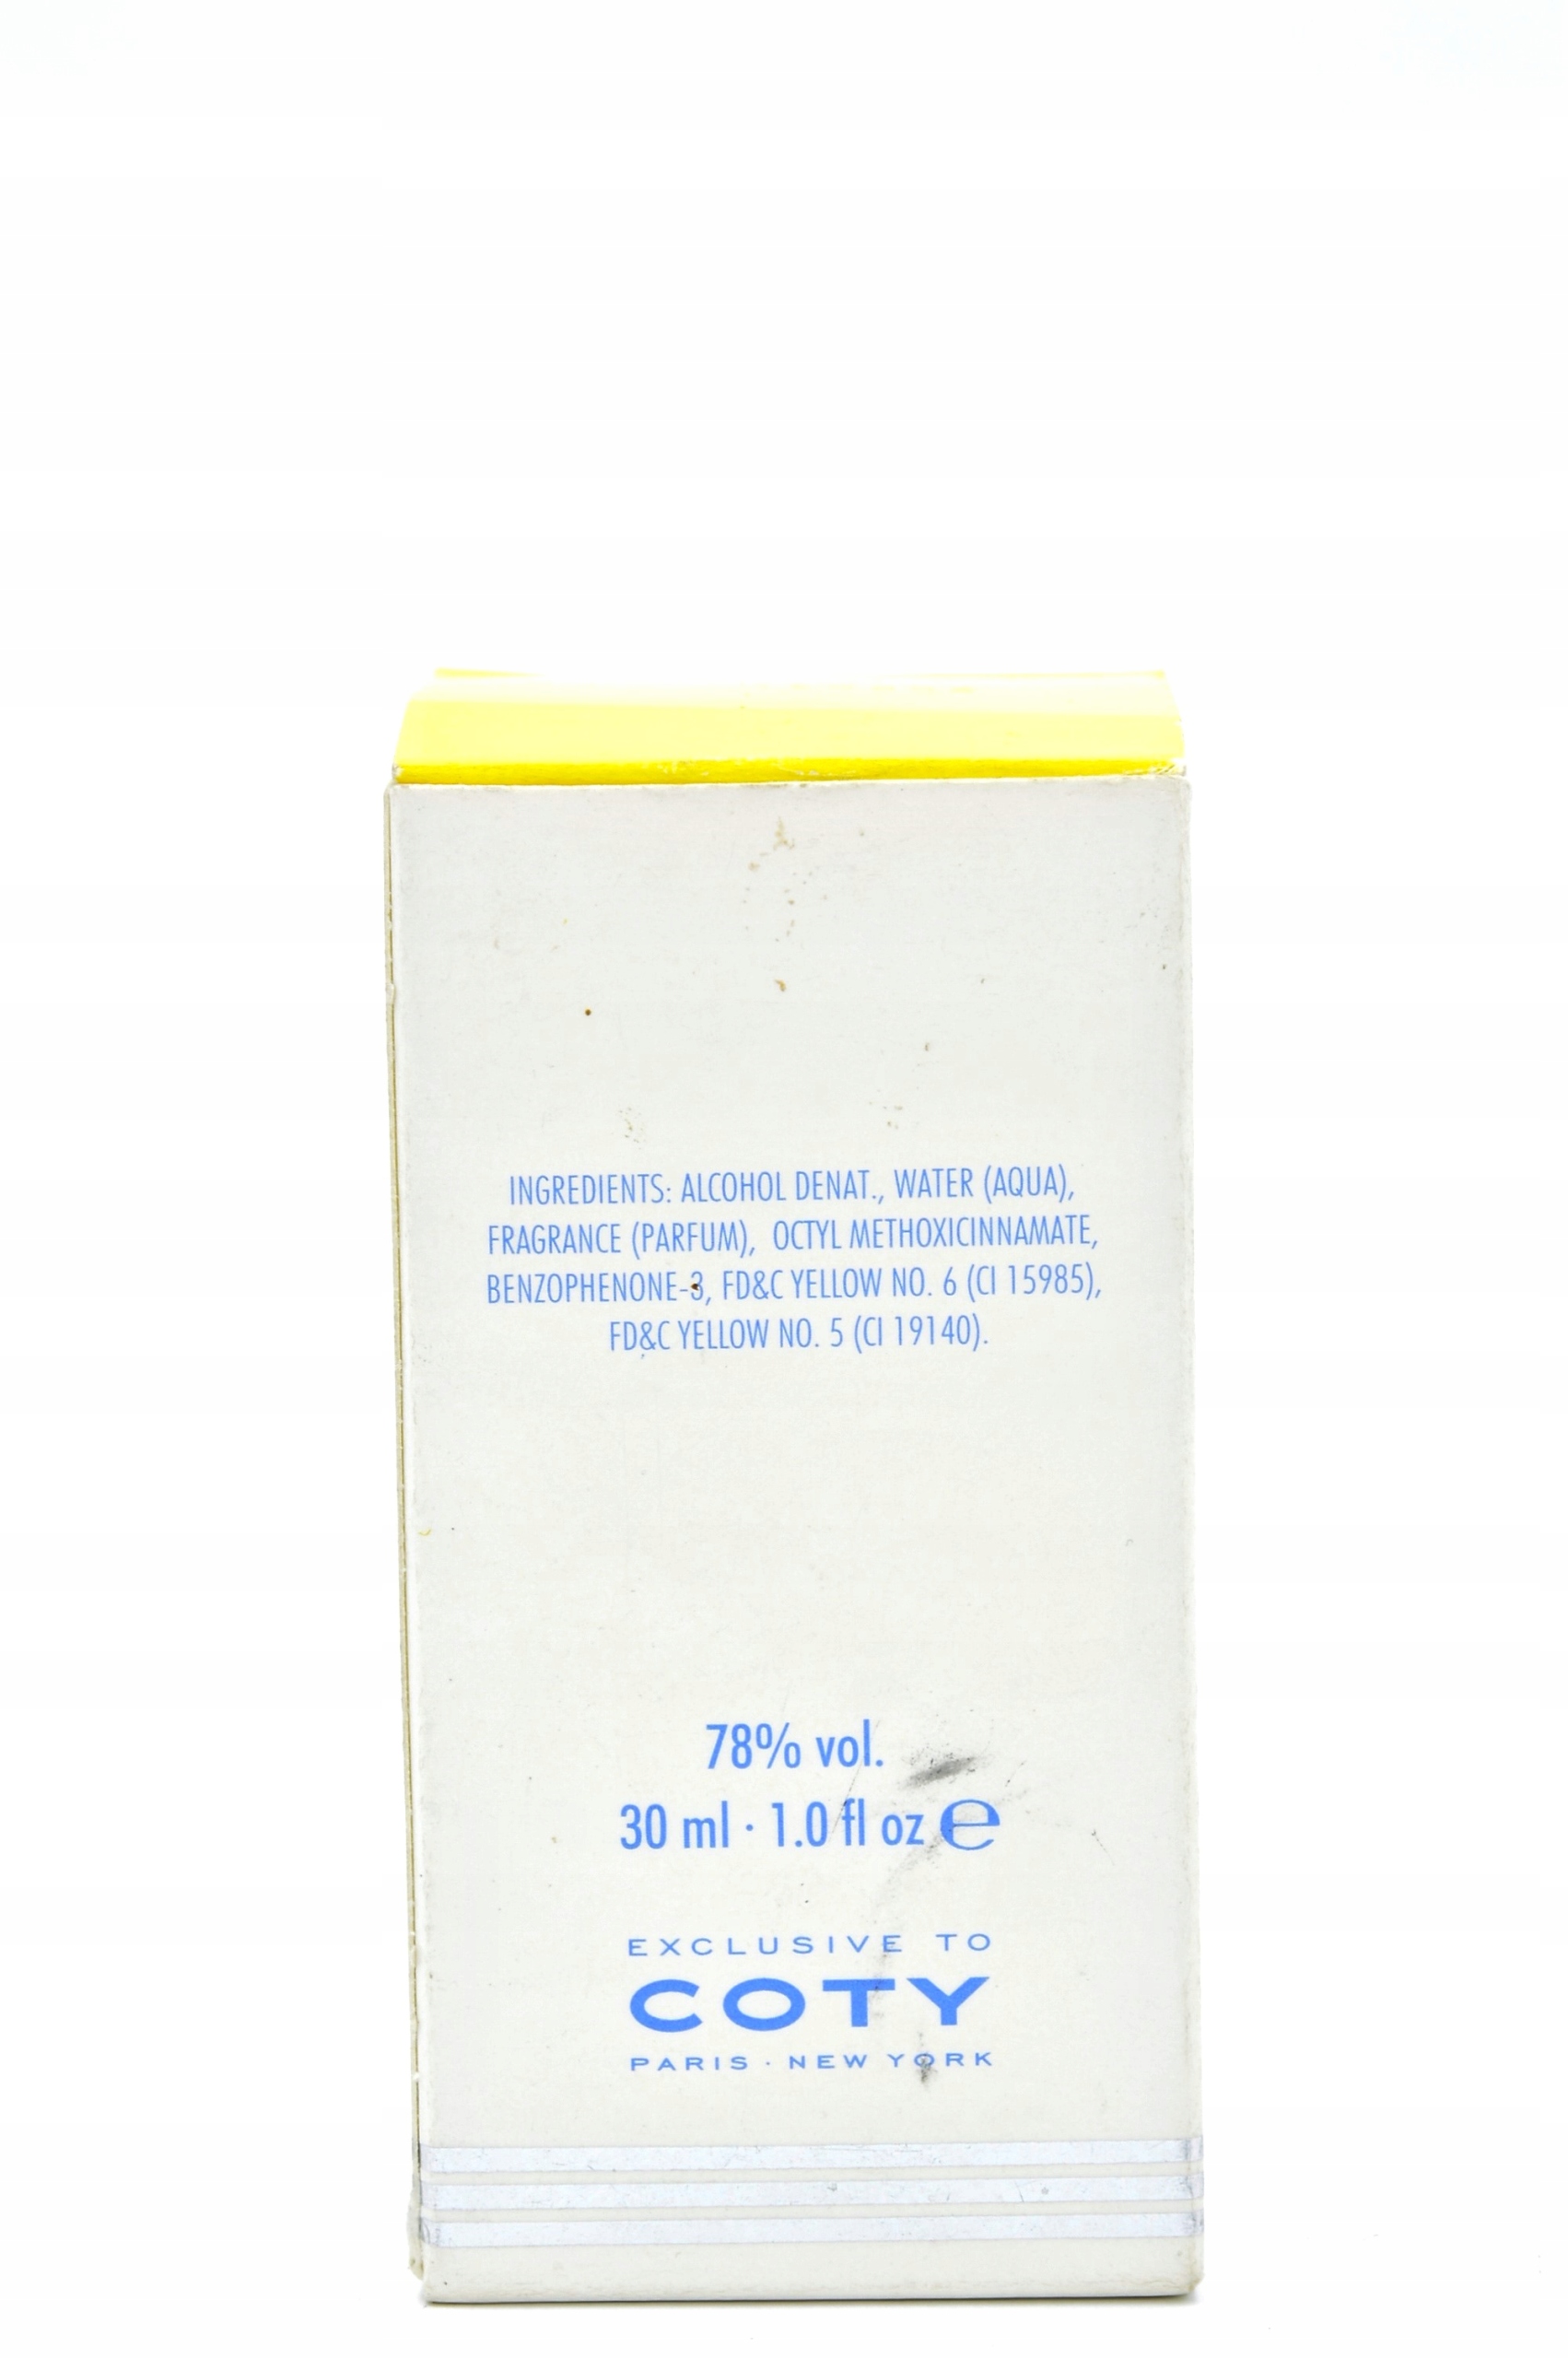 INGREDIENTS: ALCOHOL DENAT., WATER (AQUA),
FRAGRANCE (PARFUM), OCTYL METHOXICINNAMATE,
BENZOPHENONE-3, FD&C YELLOW NO. 6 (CI 15985),
FD&C YELLOW NO. 5 (CI 19140).
78% vol.
30 ml · 1.0 fl oz ℮
EXCLUSIVE TO
COTY
PARIS · NEW YORK